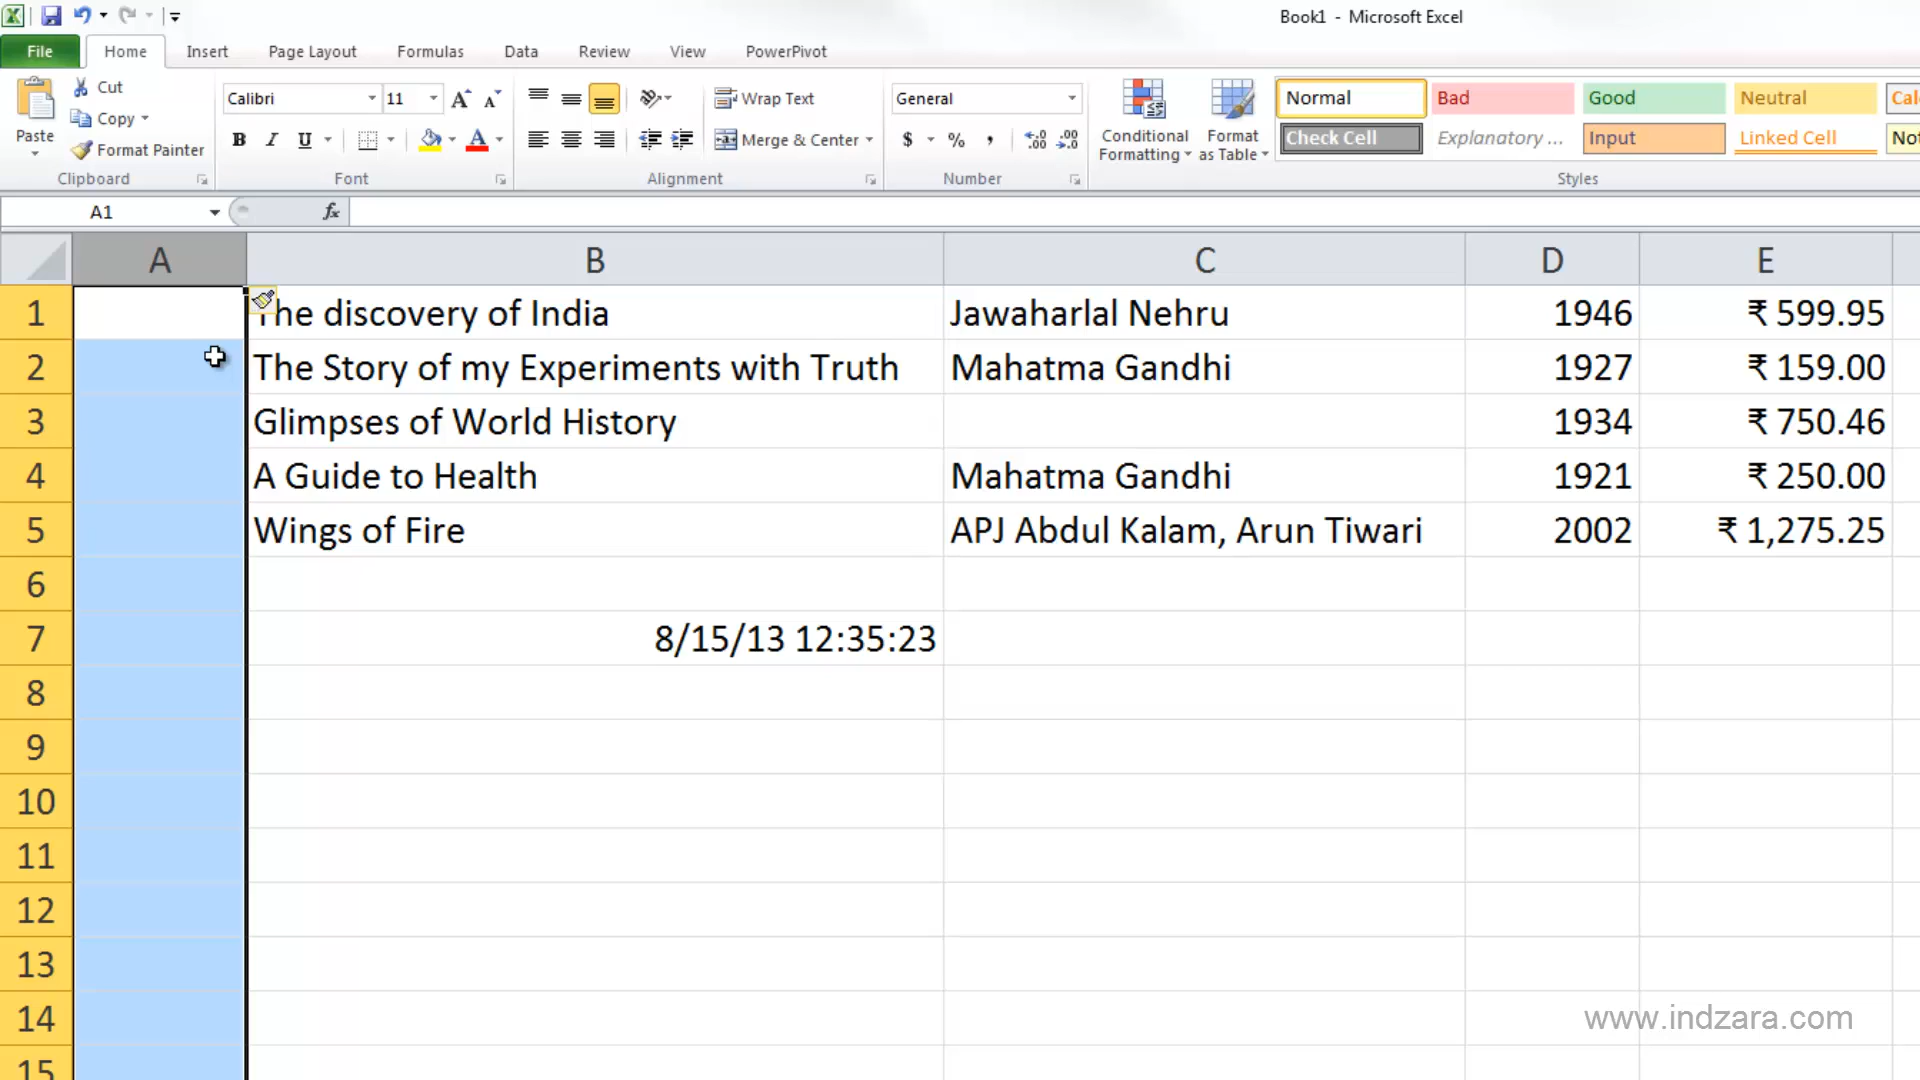 Book1 - Microsoft Excel
File Home Insert Page Layout Formulas Data Review View PowerPivot
Paste
Cut
Copy
Format Painter
Clipboard
Calibri 11
B I U
Font
Wrap Text
Merge & Center
Alignment
General
$ % ,
Number
Conditional Formatting
Format as Table
Normal Bad Good Neutral
Check Cell Explanatory ... Input Linked Cell
Styles
A1 fx
A B C D E
1 The discovery of India Jawaharlal Nehru 1946 ₹ 599.95
2 The Story of my Experiments with Truth Mahatma Gandhi 1927 ₹ 159.00
3 Glimpses of World History 1934 ₹ 750.46
4 A Guide to Health Mahatma Gandhi 1921 ₹ 250.00
5 Wings of Fire APJ Abdul Kalam, Arun Tiwari 2002 ₹ 1,275.25
6
7 8/15/13 12:35:23
8
9
10
11
12
13
14
www.indzara.com
15